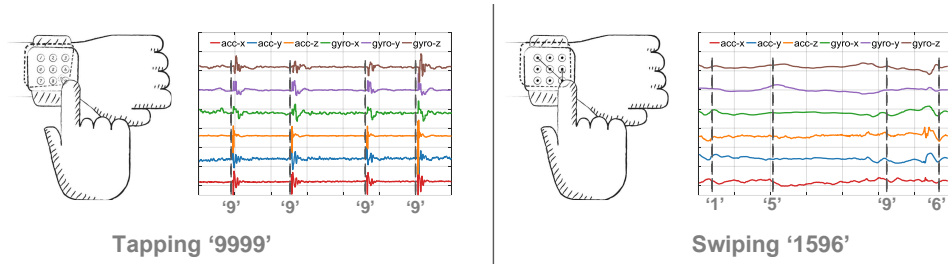 acc-x acc-y acc-z gyro-x gyro-y gyro-z
‘9’ ‘9’ ‘9’ ‘9’
Tapping ‘9999’
acc-x acc-y acc-z gyro-x gyro-y gyro-z
‘1’ ‘5’ ‘9’ ‘6’
Swiping ‘1596’